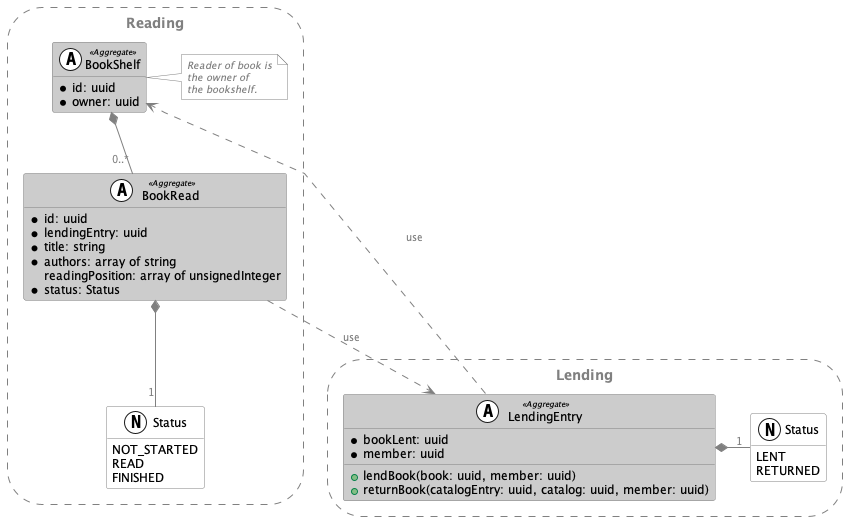 Reading
A
«Aggregate»
BookShelf
id: uuid
owner: uuid
Reader of book is
the owner of
the bookshelf.
0..*
A
«Aggregate»
BookRead
id: uuid
lendingEntry: uuid
title: string
authors: array of string
readingPosition: array of unsignedInteger
status: Status
use
use
1
N Status
NOT_STARTED
READ
FINISHED
Lending
A
«Aggregate»
LendingEntry
bookLent: uuid
member: uuid
lendBook(book: uuid, member: uuid)
returnBook(catalogEntry: uuid, catalog: uuid, member: uuid)
1
N Status
LENT
RETURNED